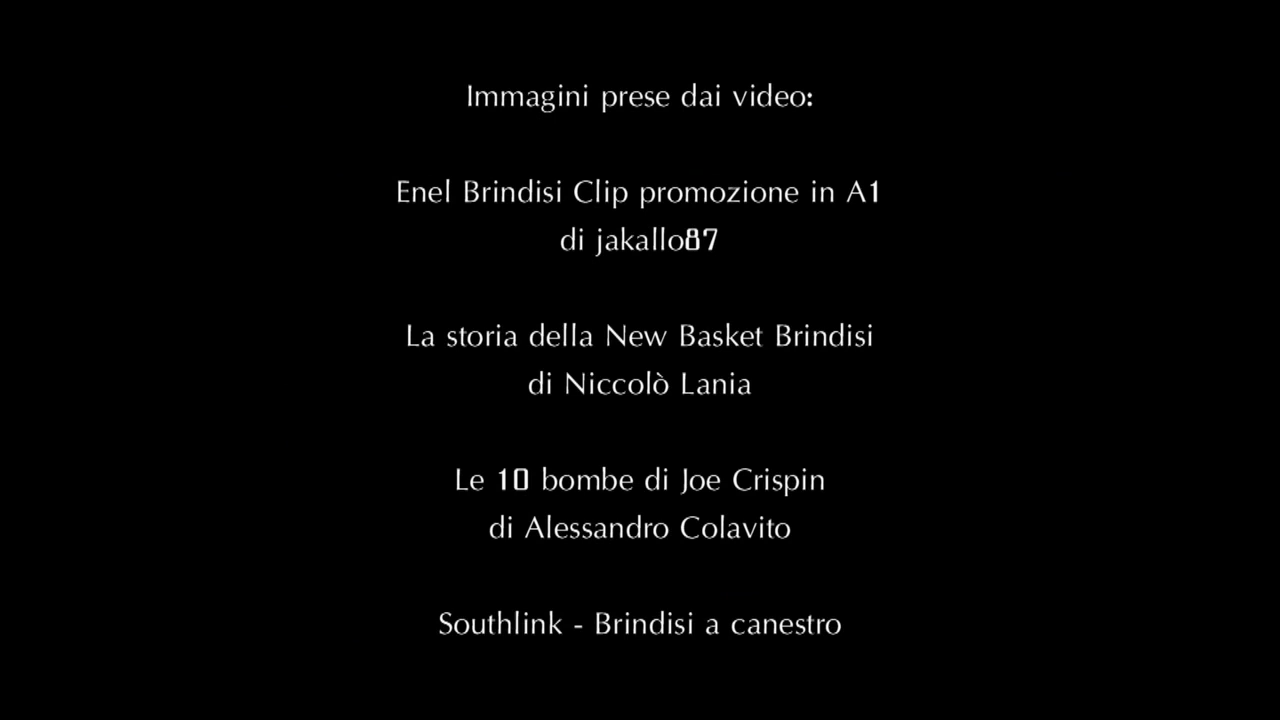 Immagini prese dai video:
Enel Brindisi Clip promozione in A1
di jakallo87
La storia della New Basket Brindisi
di Niccolò Lania
Le 10 bombe di Joe Crispin
di Alessandro Colavito
Southlink - Brindisi a canestro